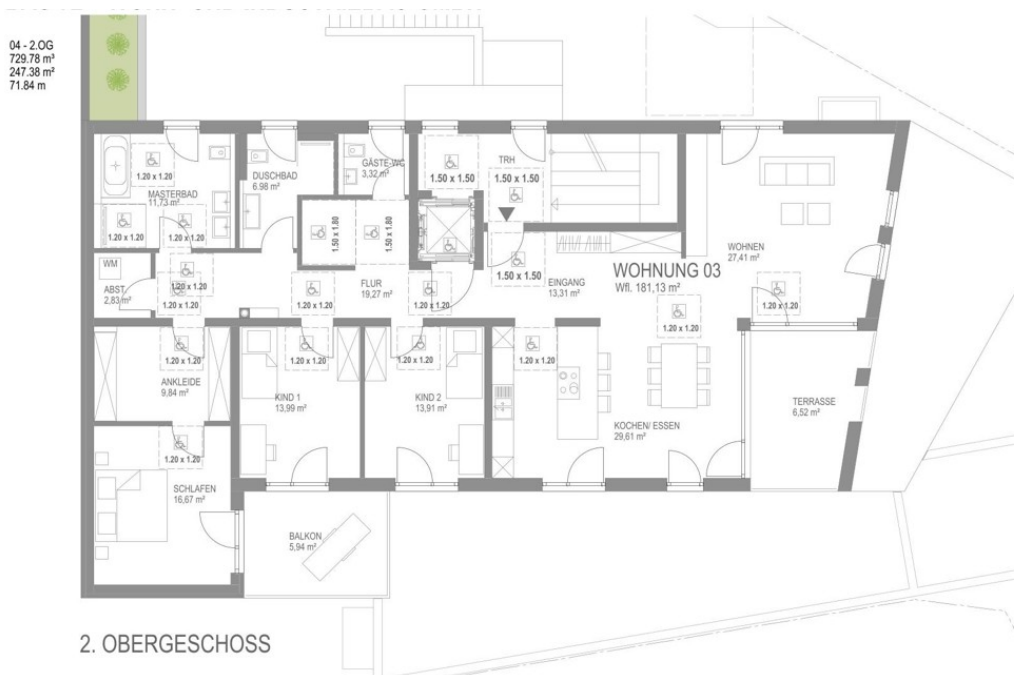 04 - 2.OG
729.78 m³
247.38 m²
71.84 m
MASTERBAD
11,73 m²
1.20 x 1.20
1.20 x 1.20
1.20 x 1.20
DUSCHBAD
6.98 m²
GÄSTE-WC
3,32 m²
1.50 x 1.80
1.50 x 1.80
1.50 x 1.50
TRH
1.50 x 1.50
WM
ABST.
2,83 m²
1.20 x 1.20
1.20 x 1.20
1.20 x 1.20
FLUR
19,27 m²
1.20 x 1.20
1.50 x 1.50
EINGANG
13,31 m²
WOHNUNG 03
Wfl. 181,13 m²
WOHNEN
27,41 m²
1.20 x 1.20
1.20 x 1.20
1.20 x 1.20
ANKLEIDE
9,84 m²
1.20 x 1.20
KIND 1
13,99 m²
1.20 x 1.20
KIND 2
13,91 m²
1.20 x 1.20
KOCHEN/ ESSEN
29,61 m²
TERRASSE
6,52 m²
1.20 x 1.20
SCHLAFEN
16,67 m²
BALKON
5,94 m²
2. OBERGESCHOSS